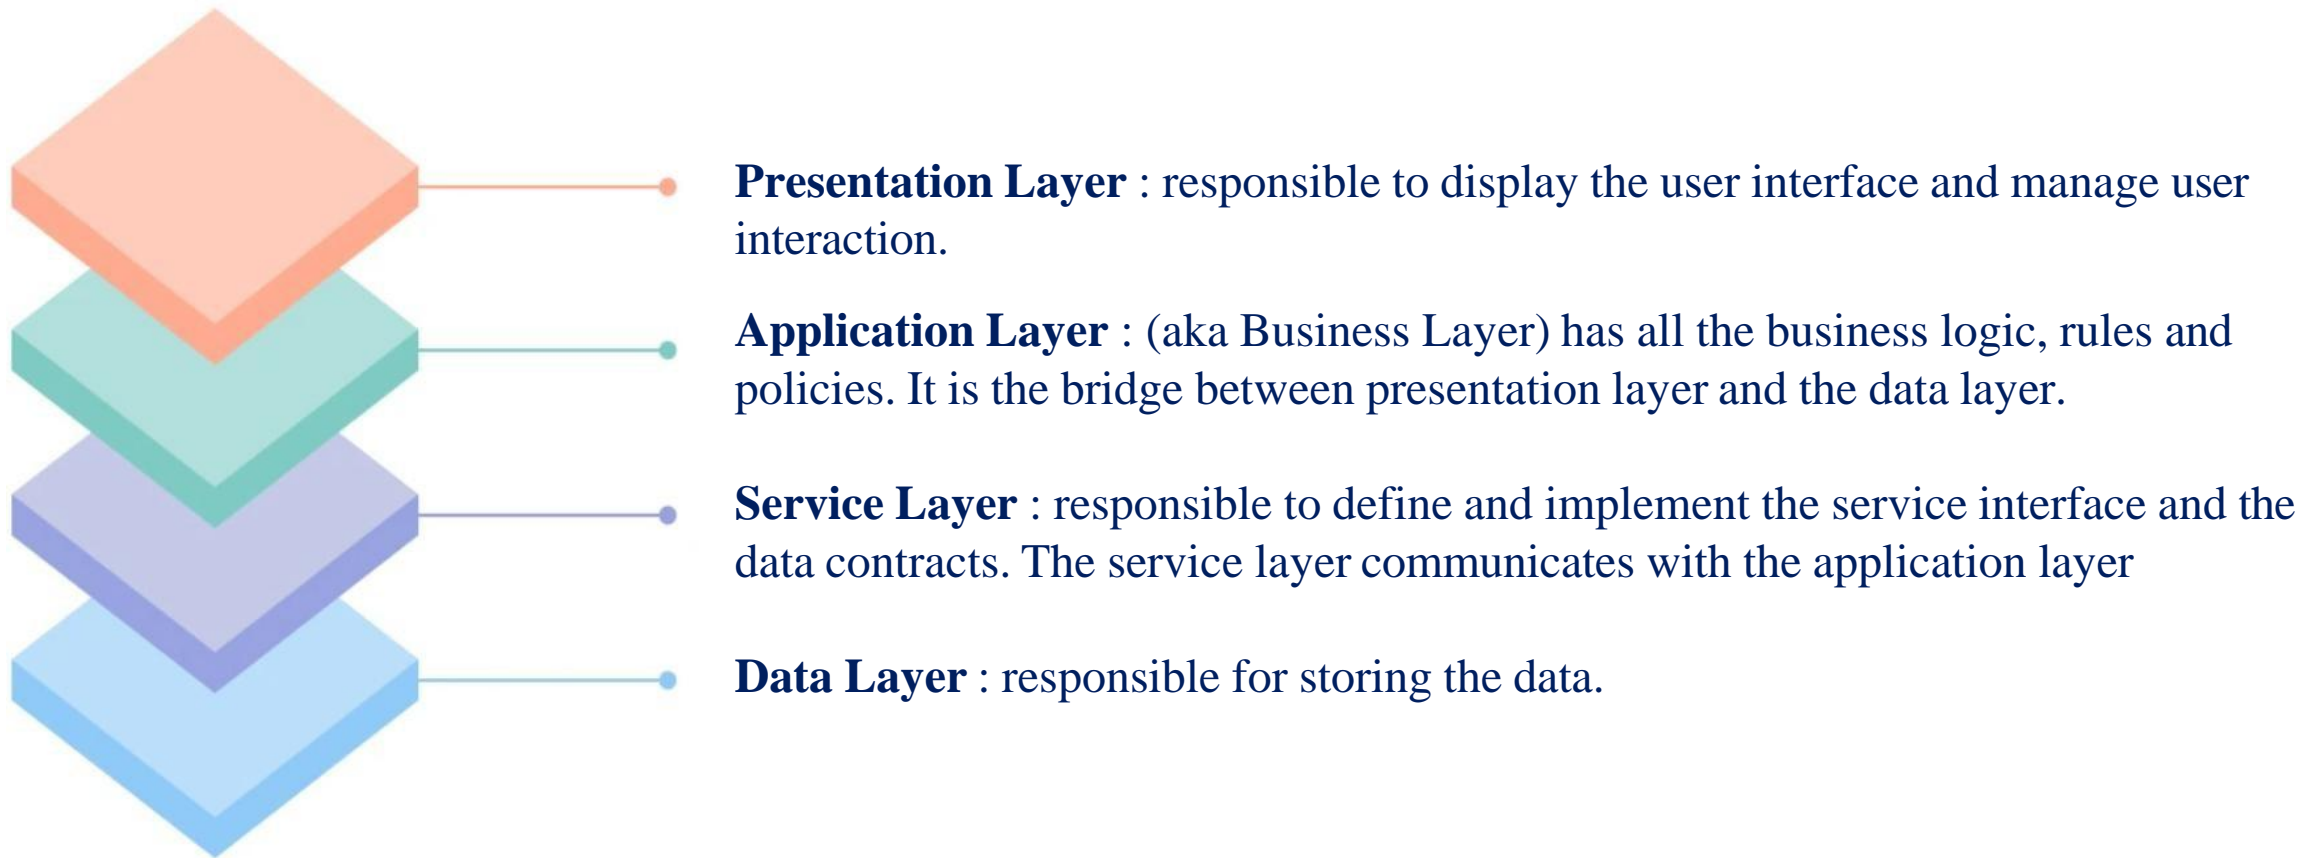 Presentation Layer : responsible to display the user interface and manage user
interaction.
Application Layer : (aka Business Layer) has all the business logic, rules and
policies. It is the bridge between presentation layer and the data layer.
Service Layer : responsible to define and implement the service interface and the
data contracts. The service layer communicates with the application layer
Data Layer : responsible for storing the data.